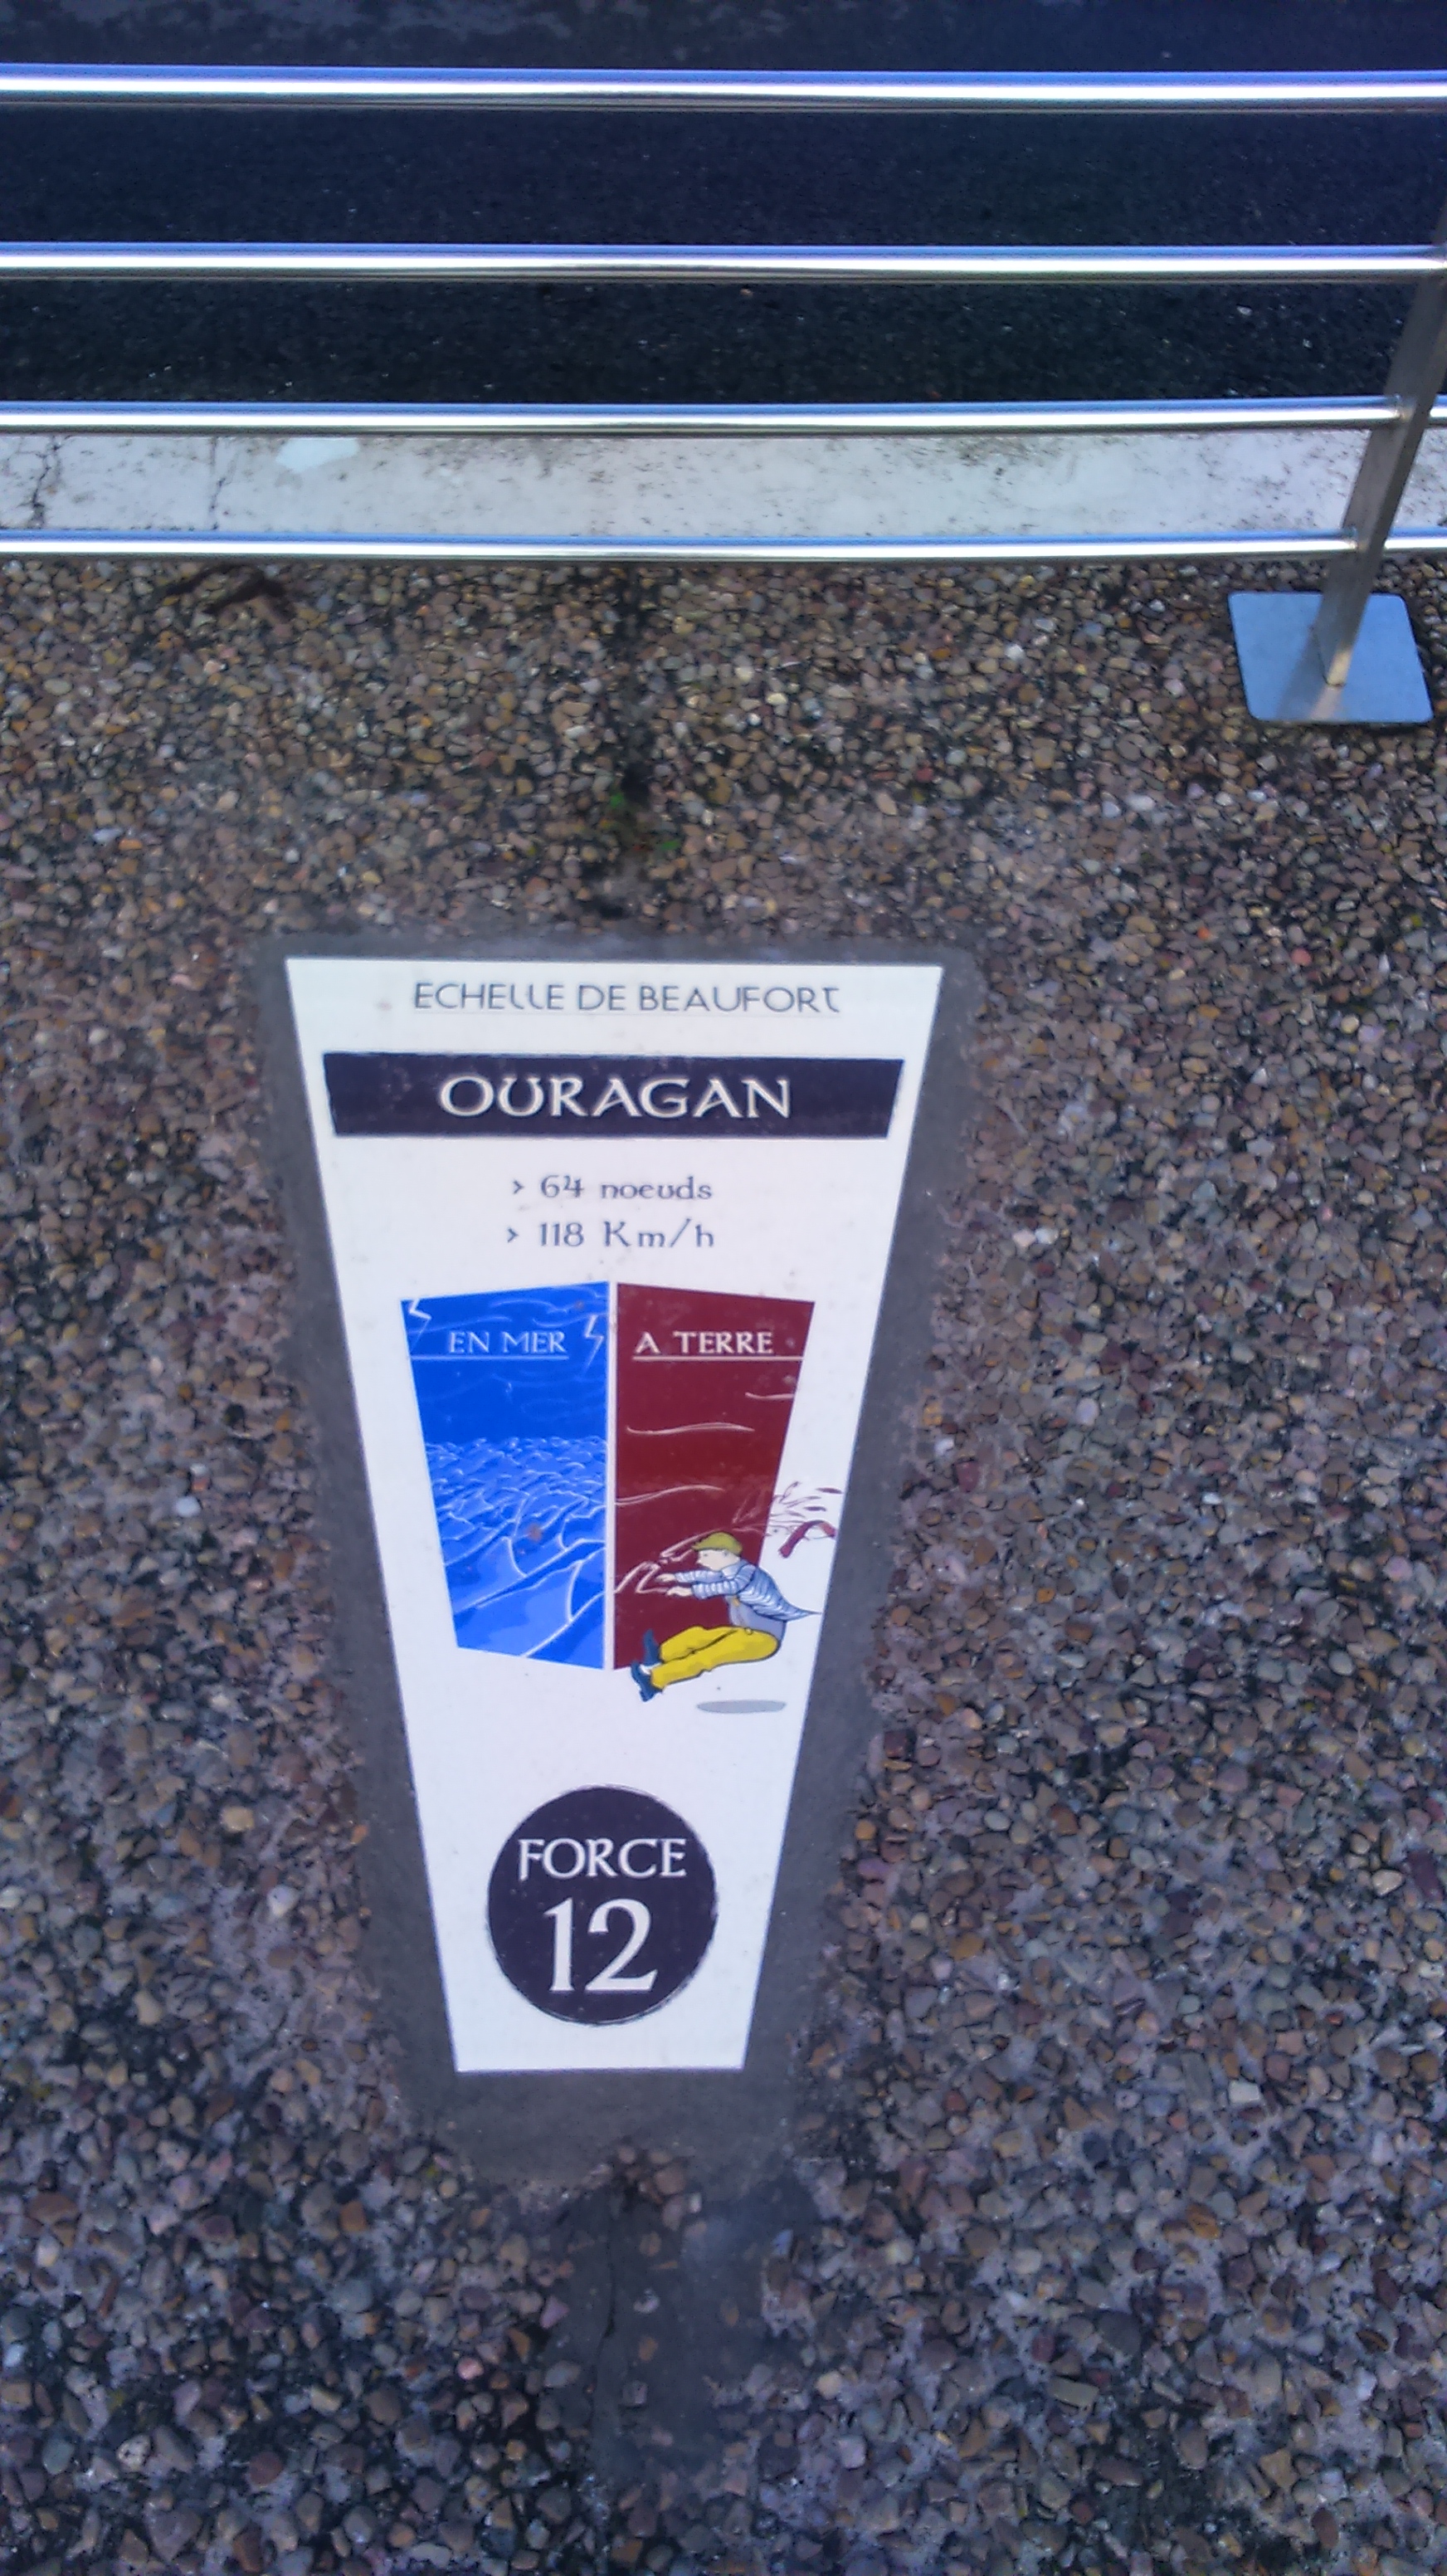 ECHELLE DE BEAUFORT
OURAGAN
> 64 noeuds
> 118 Km/h
EN MER
A TERRE
FORCE
12